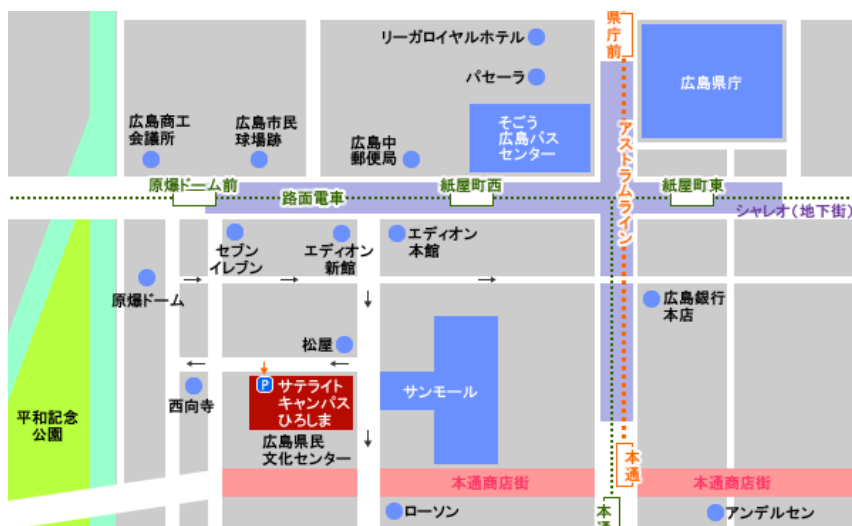 リーガロイヤルホテル
県庁前
パセーラ
広島県庁
広島商工
会議所
広島市民
球場跡
広島中
郵便局
そごう
広島バス
センター
アストラムライン
原爆ドーム前
路面電車
紙屋町西
紙屋町東
シャレオ(地下街)
セブン
イレブン
エディオン
新館
エディオン
本館
原爆ドーム
広島銀行
本店
松屋
P
サテライト
キャンパス
ひろしま
サンモール
西向寺
平和記念
公園
広島県民
文化センター
本通
本通商店街
本通商店街
ローソン
本通
アンデルセン